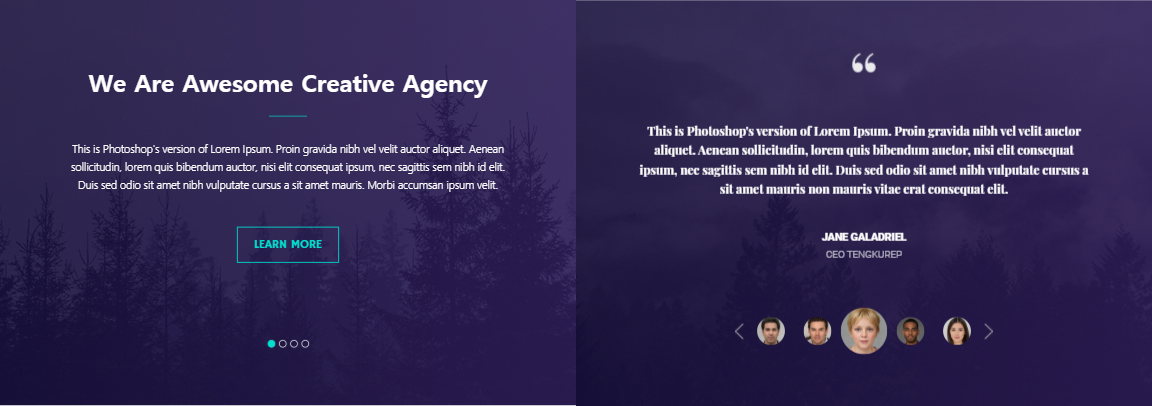 We Are Awesome Creative Agency
This is Photoshop's version of Lorem Ipsum. Proin gravida nibh vel velit auctor aliquet. Aenean
sollicitudin, lorem quis bibendum auctor, nisi elit consequat ipsum, nec sagittis sem nibh id elit.
Duis sed odio sit amet nibh vulputate cursus a sit amet mauris. Morbi accumsan ipsum velit.
LEARN MORE
“
This is Photoshop's version of Lorem Ipsum. Proin gravida nibh vel velit auctor
aliquet. Aenean sollicitudin, lorem quis bibendum auctor, nisi elit consequat
ipsum, nec sagittis sem nibh id elit. Duis sed odio sit amet nibh vulputate cursus a
sit amet mauris non mauris vitae erat consequat elit.
JANE GALADRIEL
CEO TENGKUREP